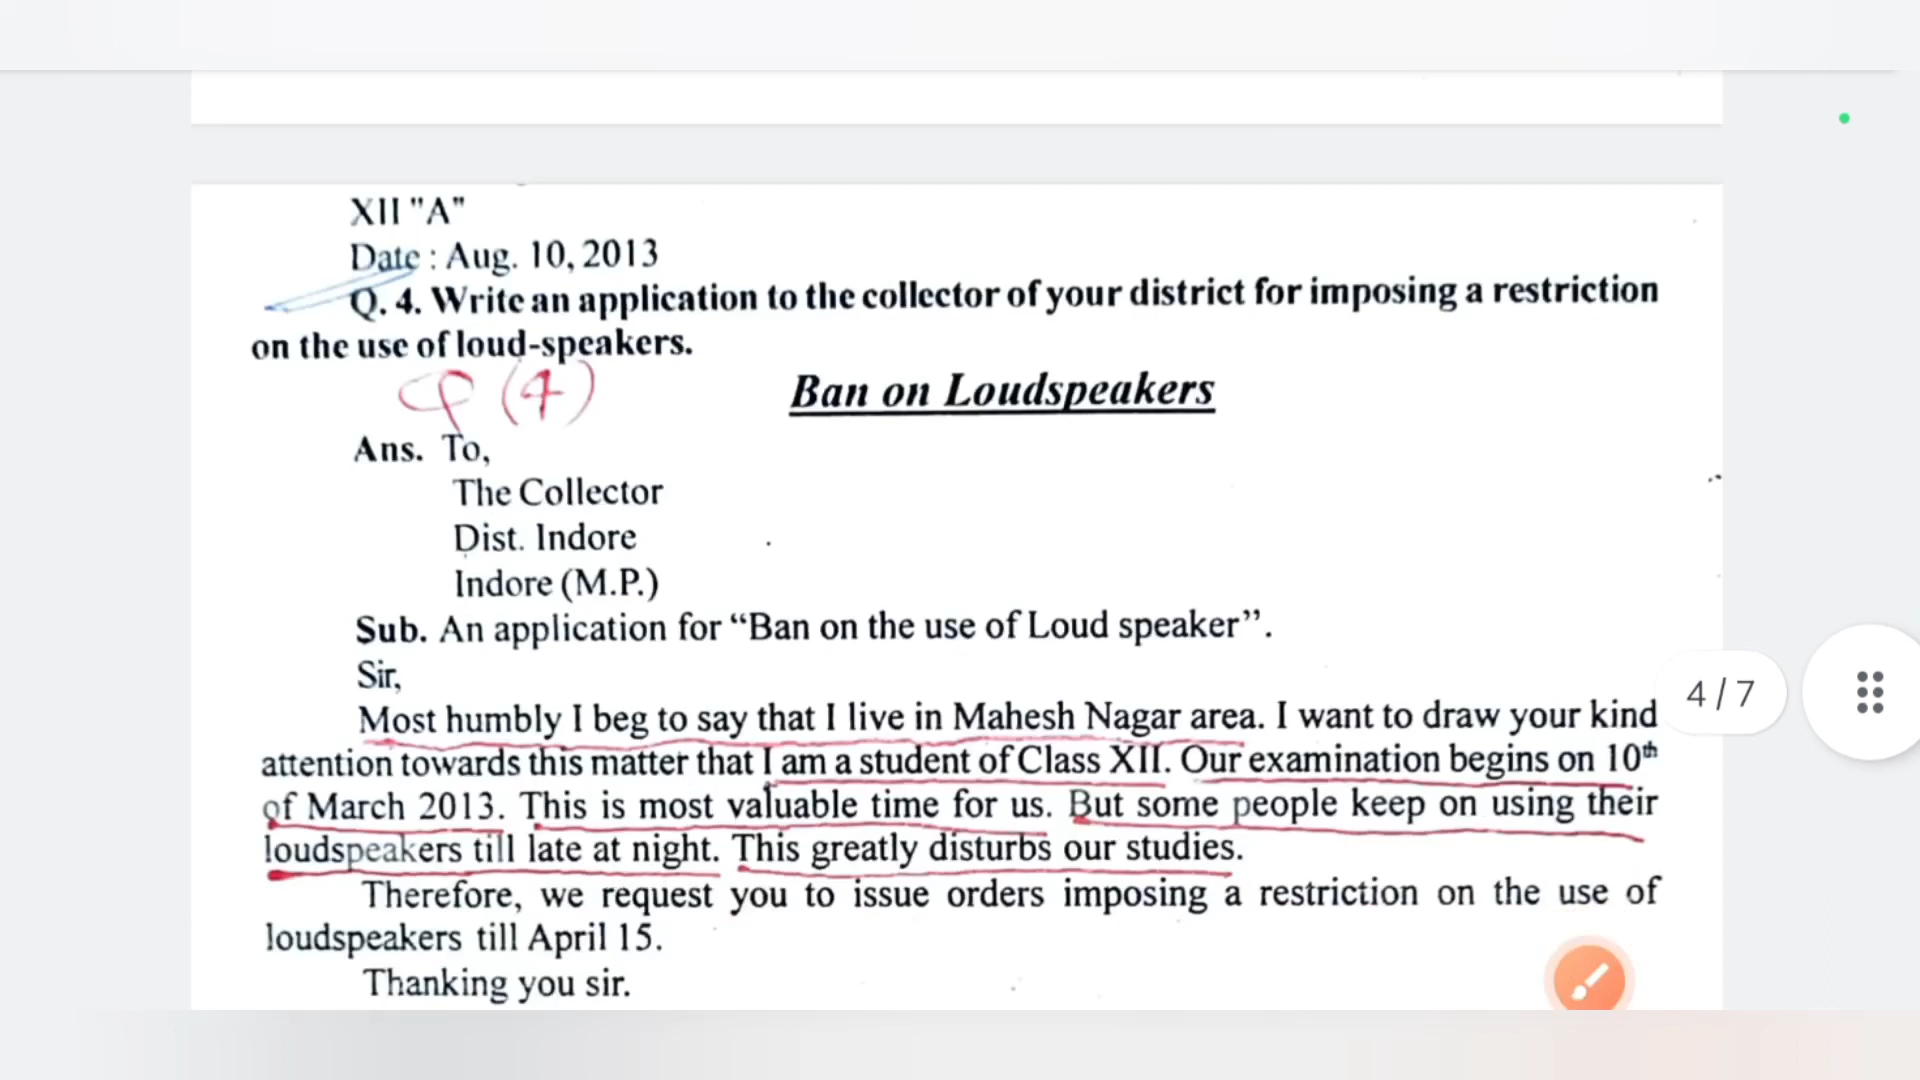 XII "A"
Date : Aug. 10, 2013
Q. 4. Write an application to the collector of your district for imposing a restriction
on the use of loud-speakers.
(4)
Ban on Loudspeakers
Ans. To,
The Collector
Dist. Indore
Indore (M.P.)
Sub. An application for “Ban on the use of Loud speaker”.
Sir,
Most humbly I beg to say that I live in Mahesh Nagar area. I want to draw your kind
attention towards this matter that I am a student of Class XII. Our examination begins on 10th
of March 2013. This is most valuable time for us. But some people keep on using their
loudspeakers till late at night. This greatly disturbs our studies.
Therefore, we request you to issue orders imposing a restriction on the use of
loudspeakers till April 15.
Thanking you sir.
4 / 7